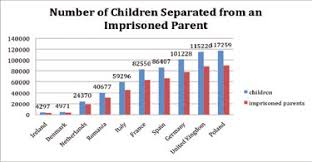 Number of Children Separated from an
Imprisoned Parent
140000
120000
100000
80000
60000
40000
20000
0
4297
4971
24370
40677
59296
82556
86407
101228
115220
17259
Ireland
Denmark
Netherlands
Romania
Italy
France
Spain
Germany
United Kingdom
Poland
children
imprisoned parents